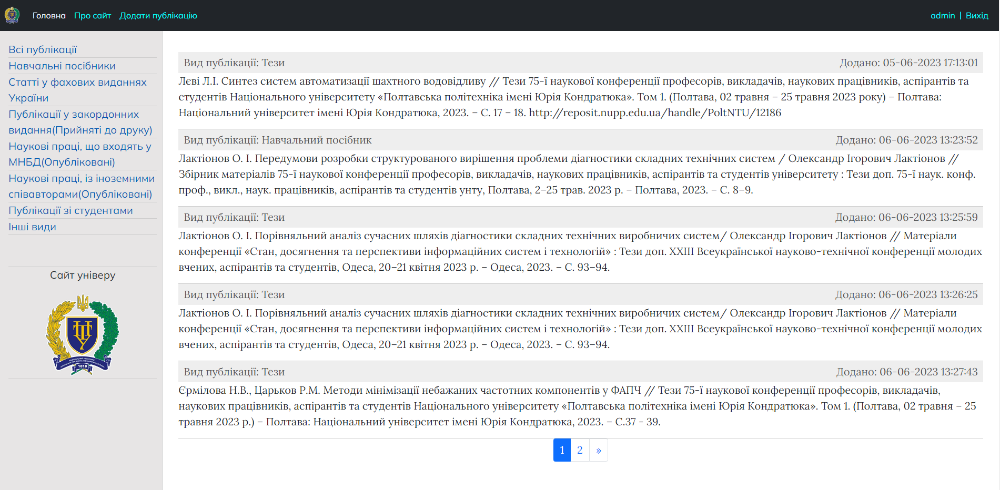 Головна Про сайт Додати публікацію admin | Вихід
Всі публікації
Навчальні посібники
Статті у фахових виданнях
України
Публікації у закордонних
видання(Прийняті до друку)
Наукові праці, що входять у
МНБД(Опубліковані)
Наукові праці, із іноземними
співавторами(Опубліковані)
Публікації зі студентами
Інші види
Сайт універу
НПУ
1818
Вид публікації: Тези Додано: 05-06-2023 17:13:01
Лєві Л.І. Синтез систем автоматизації шахтного водовідливу // Тези 75-ї наукової конференції професорів, викладачів, наукових працівників, аспірантів та
студентів Національного університету «Полтавська політехніка імені Юрія Кондратюка». Том 1. (Полтава, 02 травня – 25 травня 2023 року) – Полтава:
Національний університет імені Юрія Кондратюка, 2023. – С. 17 – 18. http://reposit.nupp.edu.ua/handle/PoltNTU/12186
Вид публікації: Навчальний посібник Додано: 06-06-2023 13:23:52
Лактіонов О. І. Передумови розробки структурованого вирішення проблеми діагностики складних технічних систем / Олександр Ігорович Лактіонов //
Збірник матеріалів 75-ї наукової конференції професорів, викладачів, наукових працівників, аспірантів та студентів університету : Тези доп. 75-ї наук. конф.
проф., викл., наук. працівників, аспірантів та студентів унту, Полтава, 2–25 трав. 2023 р. – Полтава, 2023. – С. 8–9.
Вид публікації: Тези Додано: 06-06-2023 13:25:59
Лактіонов О. І. Порівняльний аналіз сучасних шляхів діагностики складних технічних виробничих систем/ Олександр Ігорович Лактіонов // Матеріали
конференції «Стан, досягнення та перспективи інформаційних систем і технологій» : Тези доп. XXIII Всеукраїнської науково-технічної конференції молодих
вчених, аспірантів та студентів, Одеса, 20–21 квітня 2023 р. – Одеса, 2023. – С. 93–94.
Вид публікації: Тези Додано: 06-06-2023 13:26:25
Лактіонов О. І. Порівняльний аналіз сучасних шляхів діагностики складних технічних виробничих систем/ Олександр Ігорович Лактіонов // Матеріали
конференції «Стан, досягнення та перспективи інформаційних систем і технологій» : Тези доп. XXIII Всеукраїнської науково-технічної конференції молодих
вчених, аспірантів та студентів, Одеса, 20–21 квітня 2023 р. – Одеса, 2023. – С. 93–94.
Вид публікації: Тези Додано: 06-06-2023 13:27:43
Єрмілова Н.В., Царьков Р.М. Методи мінімізації небажаних частотних компонентів у ФАПЧ // Тези 75-ї наукової конференції професорів, викладачів,
наукових працівників, аспірантів та студентів Національного університету «Полтавська політехніка імені Юрія Кондратюка». Том 1. (Полтава, 02 травня – 25
травня 2023 р.) – Полтава: Національний університет імені Юрія Кондратюка, 2023. – С.37 - 39.
1 2 »